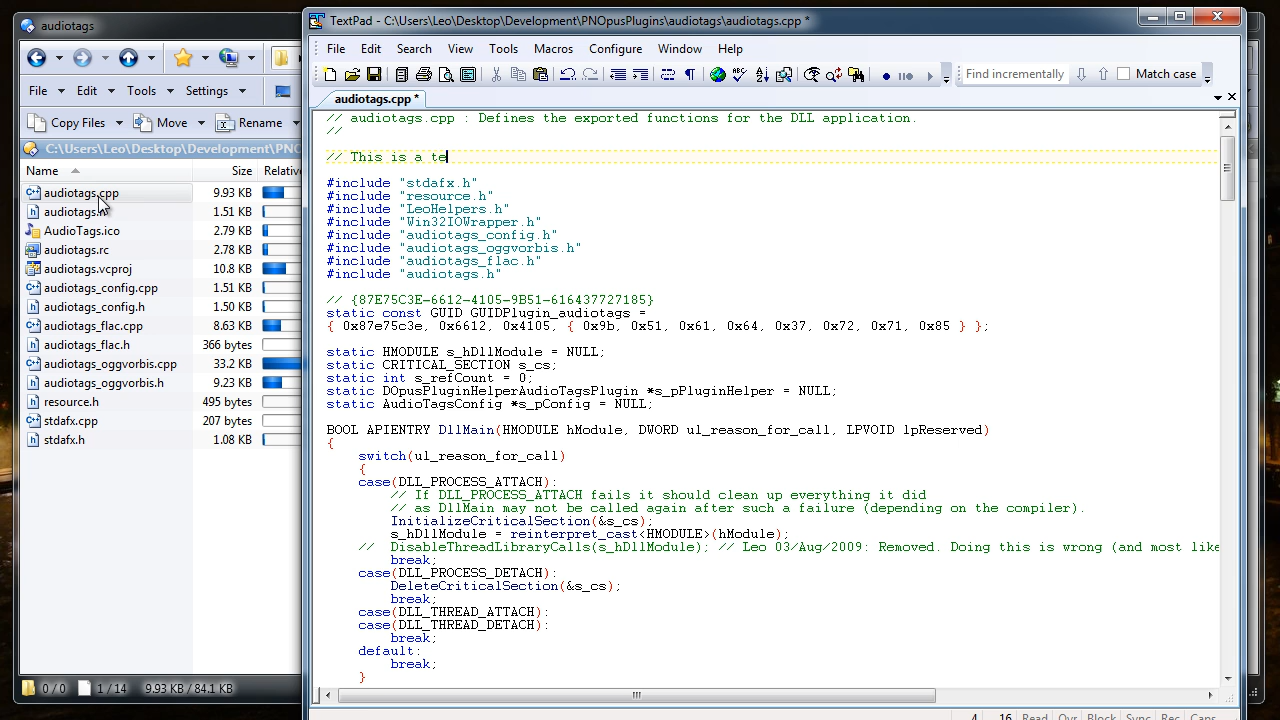 audiotags
File Edit Tools Settings
Copy Files Move Rename
C:\Users\Leo\Desktop\Development\PNO
Name Size Relative
audiotags.cpp 9.93 KB
audiotags.h 1.51 KB
AudioTags.ico 2.79 KB
audiotags.rc 2.78 KB
audiotags.vcproj 10.8 KB
audiotags_config.cpp 1.51 KB
audiotags_config.h 1.50 KB
audiotags_flac.cpp 8.63 KB
audiotags_flac.h 366 bytes
audiotags_oggvorbis.cpp 33.2 KB
audiotags_oggvorbis.h 9.23 KB
resource.h 495 bytes
stdafx.cpp 207 bytes
stdafx.h 1.08 KB
0 / 0 1 / 14 9.93 KB / 84.1 KB
TextPad - C:\Users\Leo\Desktop\Development\PNOpusPlugins\audiotags\audiotags.cpp *
File Edit Search View Tools Macros Configure Window Help
Find incrementally Match case
audiotags.cpp *
// audiotags.cpp : Defines the exported functions for the DLL application.
//
// This is a te
#include "stdafx.h"
#include "resource.h"
#include "LeoHelpers.h"
#include "Win32IOWrapper.h"
#include "audiotags_config.h"
#include "audiotags_oggvorbis.h"
#include "audiotags_flac.h"
#include "audiotags.h"
// {87E75C3E-6612-4105-9B51-616437727185}
static const GUID GUIDPlugin_audiotags =
{ 0x87e75c3e, 0x6612, 0x4105, { 0x9b, 0x51, 0x61, 0x64, 0x37, 0x72, 0x71, 0x85 } };
static HMODULE s_hDllModule = NULL;
static CRITICAL_SECTION s_cs;
static int s_refCount = 0;
static DOpusPluginHelperAudioTagsPlugin *s_pPluginHelper = NULL;
static AudioTagsConfig *s_pConfig = NULL;
BOOL APIENTRY DllMain(HMODULE hModule, DWORD ul_reason_for_call, LPVOID lpReserved)
{
switch(ul_reason_for_call)
{
case(DLL_PROCESS_ATTACH):
// If DLL_PROCESS_ATTACH fails it should clean up everything it did
// as DllMain may not be called again after such a failure (depending on the compiler).
InitializeCriticalSection(&s_cs);
s_hDllModule = reinterpret_cast<HMODULE>(hModule);
// DisableThreadLibraryCalls(s_hDllModule); // Leo 03/Aug/2009: Removed. Doing this is wrong (and most like
break;
case(DLL_PROCESS_DETACH):
DeleteCriticalSection(&s_cs);
break;
case(DLL_THREAD_ATTACH):
case(DLL_THREAD_DETACH):
break;
default:
break;
}
4 16 Read Ovr Block Sync Rec Caps